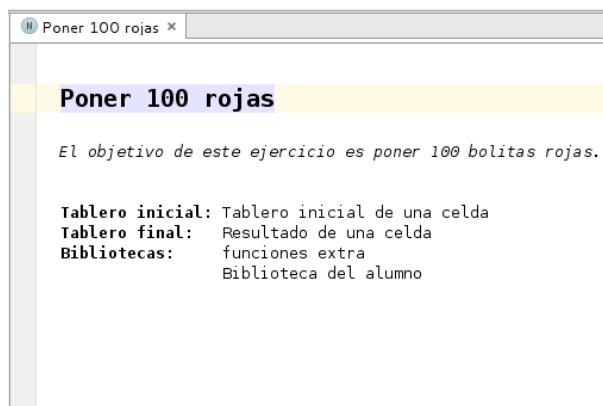 N Poner 100 rojas ×
Poner 100 rojas
El objetivo de este ejercicio es poner 100 bolitas rojas.
Tablero inicial: Tablero inicial de una celda
Tablero final: Resultado de una celda
Bibliotecas: funciones extra
Biblioteca del alumno